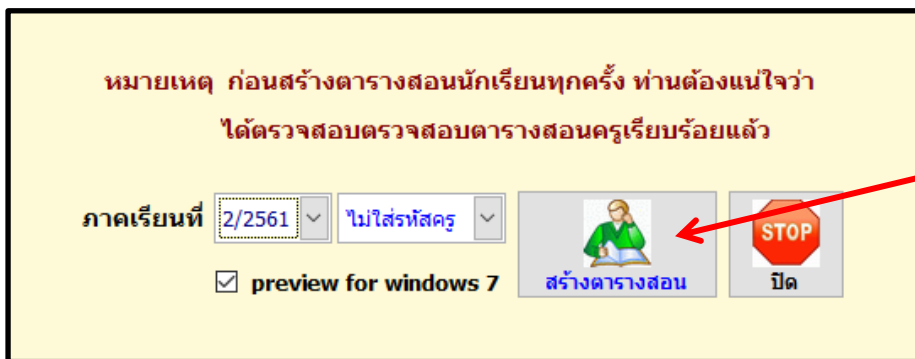 หมายเหตุ  ก่อนสร้างตารางสอนนักเรียนทุกครั้ง ท่านต้องแน่ใจว่า
ได้ตรวจสอบตรวจสอบตารางสอนครูเรียบร้อยแล้ว
ภาคเรียนที่ 2/2561 ไม่ใส่รหัสครู STOP
preview for windows 7 สร้างตารางสอน ปิด